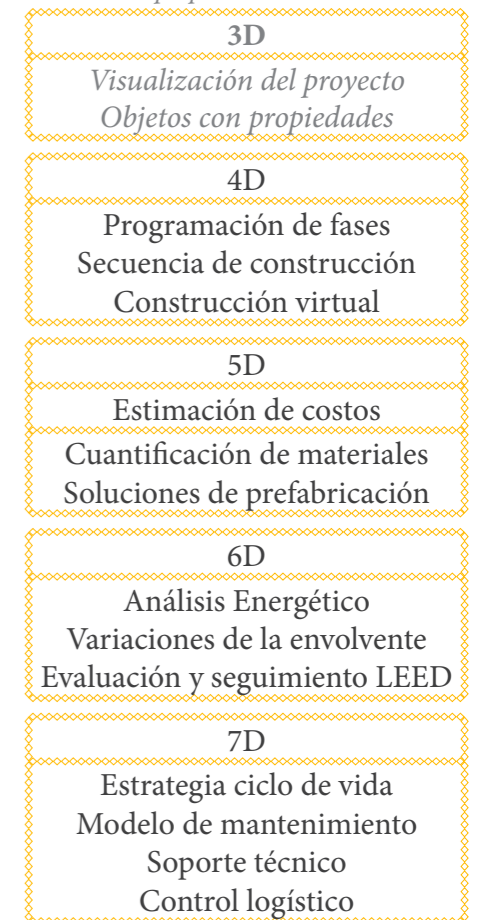 3D
Visualización del proyecto
Objetos con propiedades
4D
Programación de fases
Secuencia de construcción
Construcción virtual
5D
Estimación de costos
Cuantificación de materiales
Soluciones de prefabricación
6D
Análisis Energético
Variaciones de la envolvente
Evaluación y seguimiento LEED
7D
Estrategia ciclo de vida
Modelo de mantenimiento
Soporte técnico
Control logístico